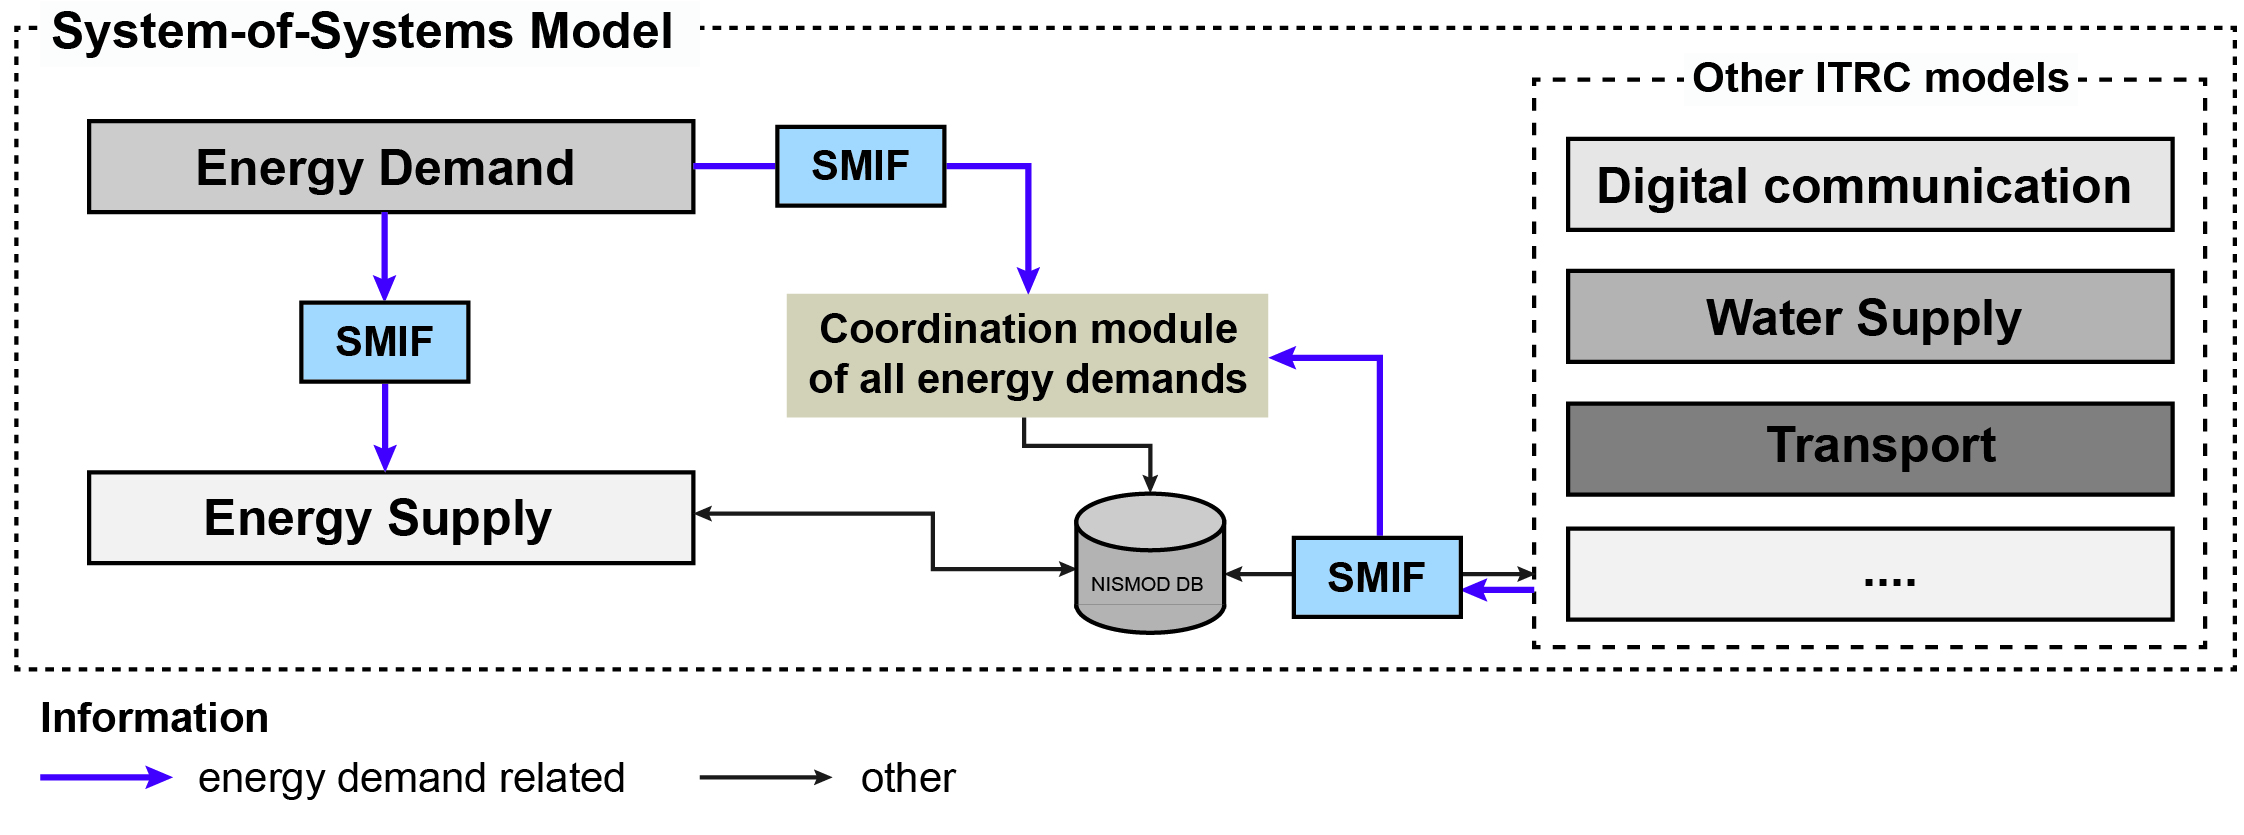 System-of-Systems Model
Other ITRC models
Energy Demand
SMIF
Digital communication
SMIF
Coordination module
of all energy demands
Water Supply
Transport
Energy Supply
NISMOD DB
SMIF
....
Information
energy demand related
other